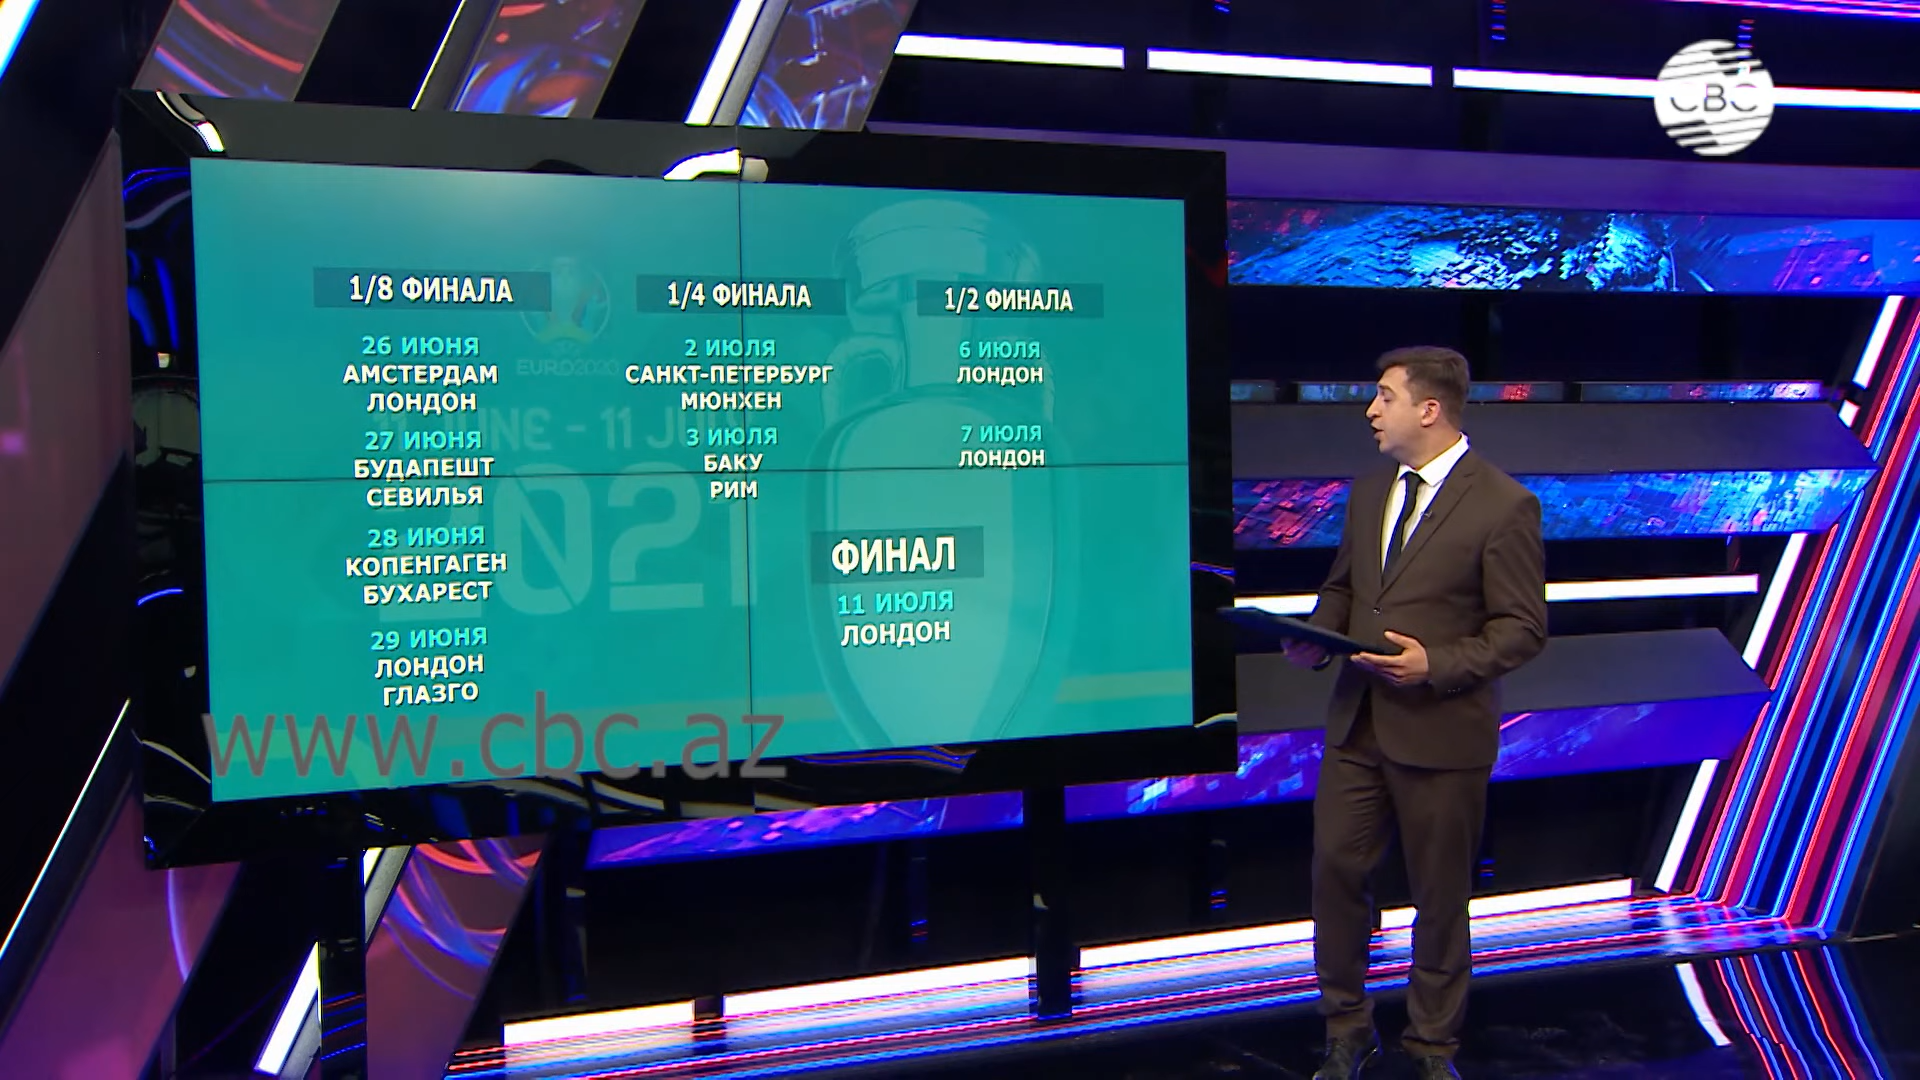 CBC
1/8 ФИНАЛА
26 ИЮНЯ
АМСТЕРДАМ
ЛОНДОН
27 ИЮНЯ
БУДАПЕШТ
СЕВИЛЬЯ
28 ИЮНЯ
КОПЕНГАГЕН
БУХАРЕСТ
29 ИЮНЯ
ЛОНДОН
ГЛАЗГО
1/4 ФИНАЛА
2 ИЮЛЯ
САНКТ-ПЕТЕРБУРГ
МЮНХЕН
3 ИЮЛЯ
БАКУ
РИМ
1/2 ФИНАЛА
6 ИЮЛЯ
ЛОНДОН
7 ИЮЛЯ
ЛОНДОН
ФИНАЛ
11 ИЮЛЯ
ЛОНДОН
EURO2020
www.cbc.az